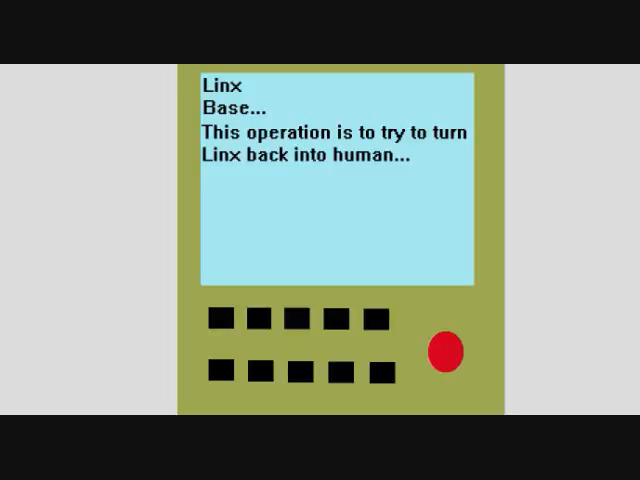 Linx
Base...
This operation is to try to turn
Linx back into human...